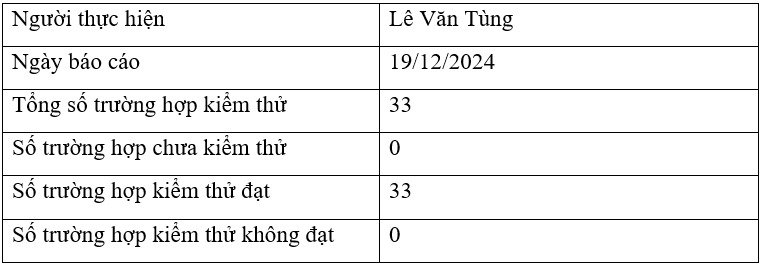 Người thực hiện Lê Văn Tùng
Ngày báo cáo 19/12/2024
Tổng số trường hợp kiểm thử 33
Số trường hợp chưa kiểm thử 0
Số trường hợp kiểm thử đạt 33
Số trường hợp kiểm thử không đạt 0